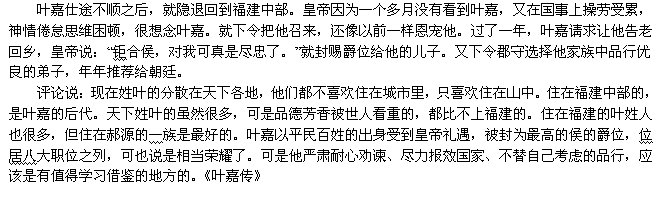 叶嘉仕途不顺之后，就隐退回到福建中部。皇帝因为一个多月没有看到叶嘉，又在国事上操劳受累，
神情倦怠思维困顿，很想念叶嘉。就下令把他召来，还像以前一样恩宠他。过了一年，叶嘉请求让他告老
回乡，皇帝说：“钜合侯，对我可真是尽忠了。”就封赐爵位给他的儿子。又下令郡守选择他家族中品行优
良的弟子，年年推荐给朝廷。
评论说：现在姓叶的分散在天下各地，他们都不喜欢住在城市里，只喜欢住在山中。住在福建中部的，
是叶嘉的后代。天下姓叶的虽然很多，可是品德芳香被世人看重的，都比不上福建的。住在福建的叶姓人
也很多，但住在郝源的一族是最好的。叶嘉以平民百姓的出身受到皇帝礼遇，被封为最高的侯的爵位，位
居八大职位之列，可也说是相当荣耀了。可是他严肃耐心劝谏、尽力报效国家、不替自己考虑的品行，应
该是有值得学习借鉴的地方的。《叶嘉传》